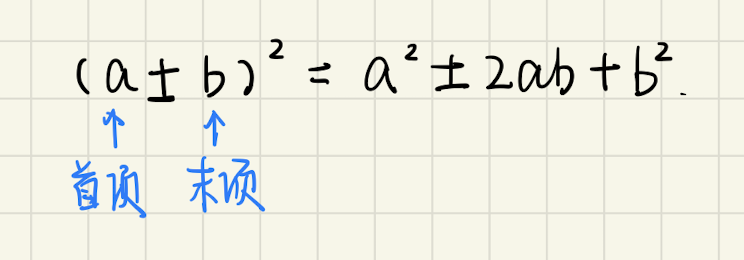 (a±b)² = a² ± 2ab + b².
↑ ↑
首项 末项